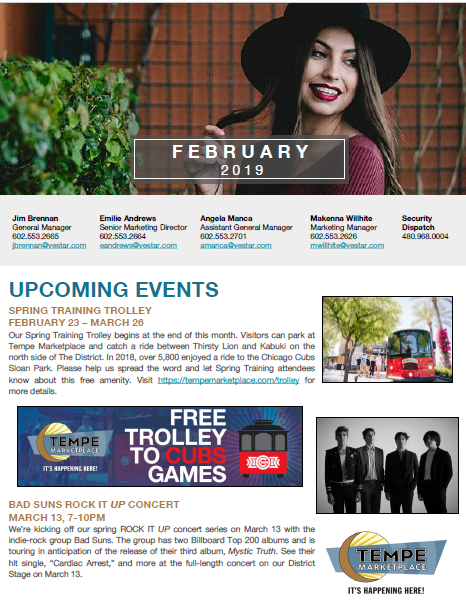 FEBRUARY
2019
Jim Brennan
General Manager
602.553.2665
jbrennan@vestar.com
Emilie Andrews
Senior Marketing Director
602.553.2664
eandrews@vestar.com
Angela Manca
Assistant General Manager
602.553.2701
amanca@vestar.com
Makenna Willhite
Marketing Manager
602.553.2626
mwillhite@vestar.com
Security
Dispatch
480.968.0004
UPCOMING EVENTS
SPRING TRAINING TROLLEY
FEBRUARY 23 – MARCH 26
Our Spring Training Trolley begins at the end of this month. Visitors can park at
Tempe Marketplace and catch a ride between Thirsty Lion and Kabuki on the
north side of The District. In 2018, over 5,800 enjoyed a ride to the Chicago Cubs
Sloan Park. Please help us spread the word and let Spring Training attendees
know about this free amenity. Visit https://tempemarketplace.com/trolley for
more details.
TEMPE
MARKETPLACE
IT'S HAPPENING HERE!
FREE
TROLLEY
TO CUBS
GAMES
BAD SUNS ROCK IT UP CONCERT
MARCH 13, 7-10PM
We're kicking off our spring ROCK IT UP concert series on March 13 with the
indie-rock group Bad Suns. The group has two Billboard Top 200 albums and is
touring in anticipation of the release of their third album, Mystic Truth. See their
hit single, "Cardiac Arrest," and more at the full-length concert on our District
Stage on March 13.
TEMPE
MARKETPLACE
IT'S HAPPENING HERE!